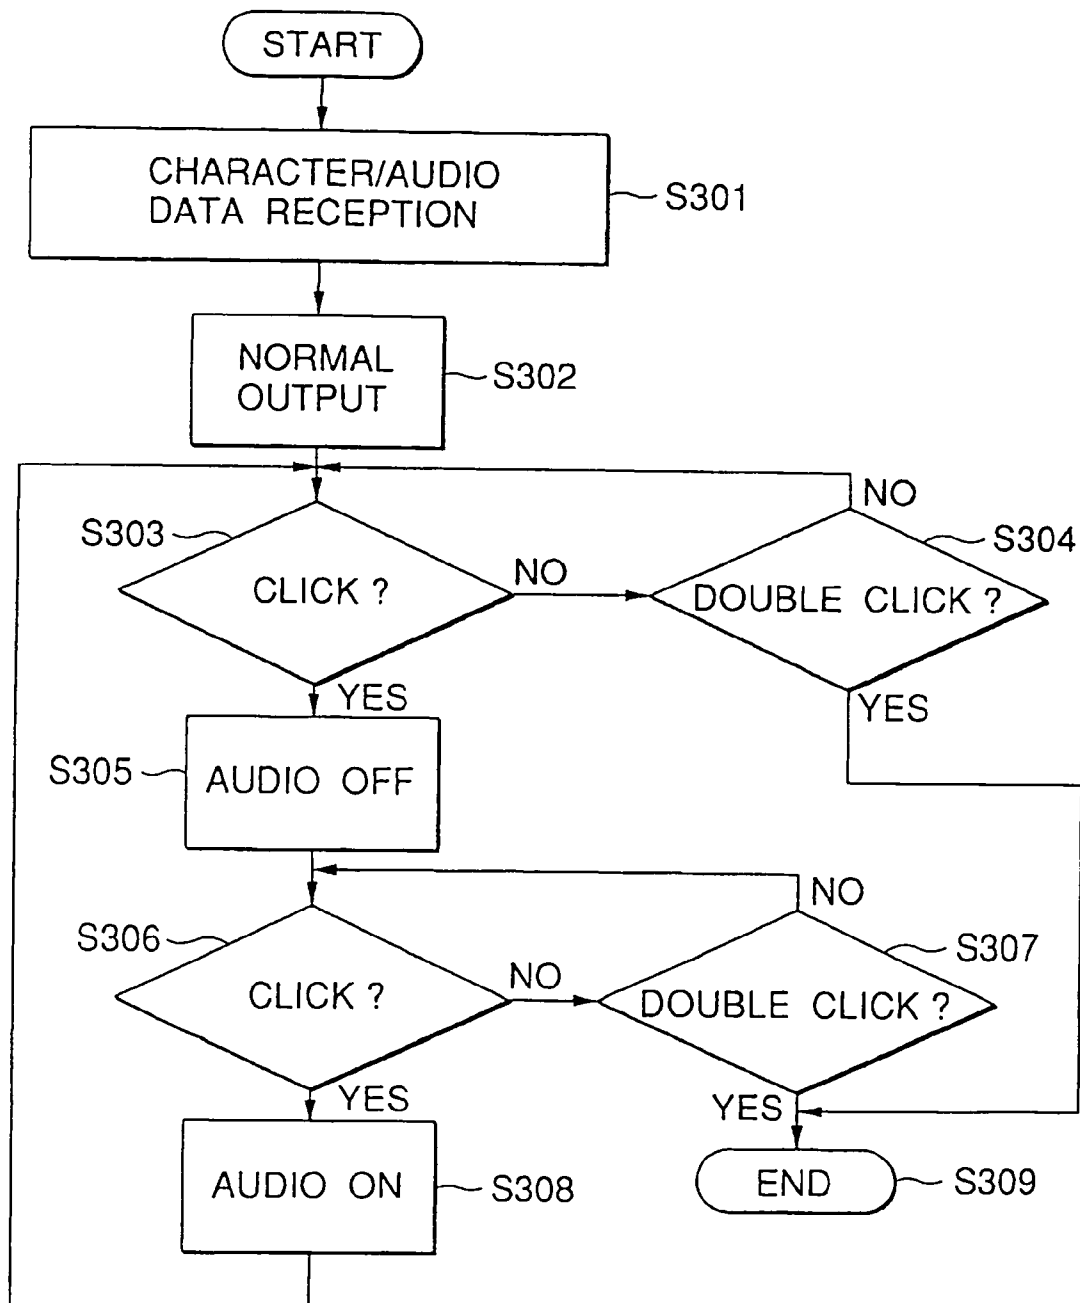 START
CHARACTER/AUDIO
DATA RECEPTION
S301
NORMAL
OUTPUT
S302
NO
S303
S304
CLICK ?
NO
DOUBLE CLICK ?
YES
YES
S305
AUDIO OFF
NO
S306
S307
CLICK ?
NO
DOUBLE CLICK ?
YES
YES
AUDIO ON
S308
END
S309